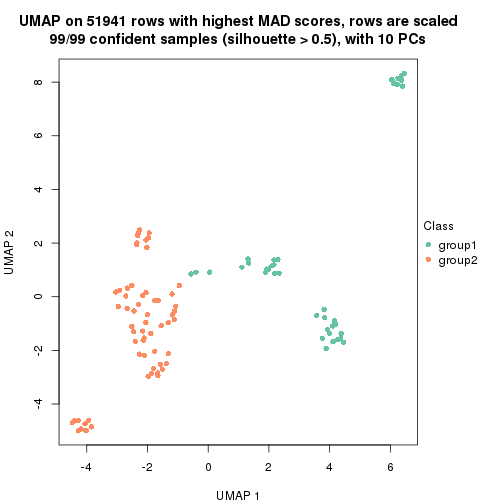 UMAP on 51941 rows with highest MAD scores, rows are scaled
99/99 confident samples (silhouette > 0.5), with 10 PCs
8
6
4
2
0
-2
-4
UMAP 2
-4 -2 0 2 4 6
UMAP 1
Class
group1
group2